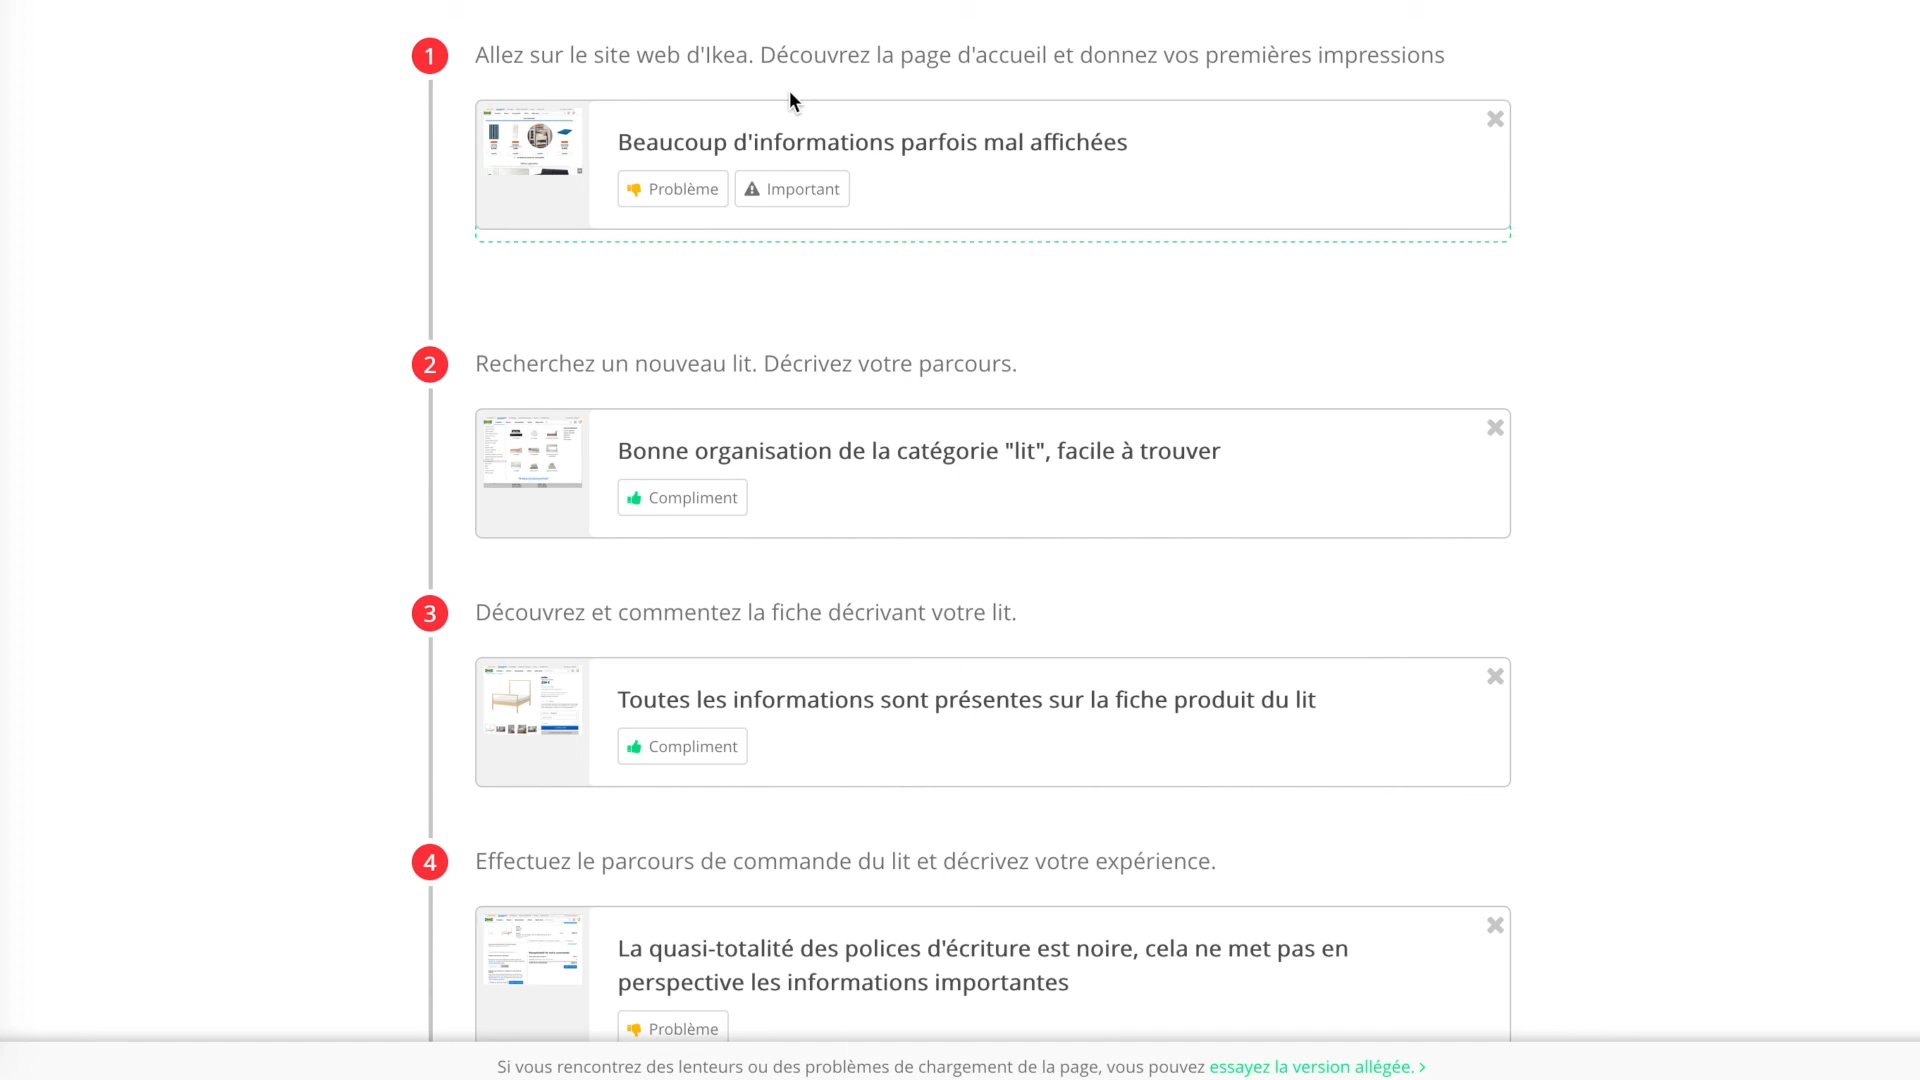 1 Allez sur le site web d'Ikea. Découvrez la page d'accueil et donnez vos premières impressions
Beaucoup d'informations parfois mal affichées
Problème Important
2 Recherchez un nouveau lit. Décrivez votre parcours.
Bonne organisation de la catégorie "lit", facile à trouver
Compliment
3 Découvrez et commentez la fiche décrivant votre lit.
Toutes les informations sont présentes sur la fiche produit du lit
Compliment
4 Effectuez le parcours de commande du lit et décrivez votre expérience.
La quasi-totalité des polices d'écriture est noire, cela ne met pas en
perspective les informations importantes
Problème
Si vous rencontrez des lenteurs ou des problèmes de chargement de la page, vous pouvez essayez la version allégée. >